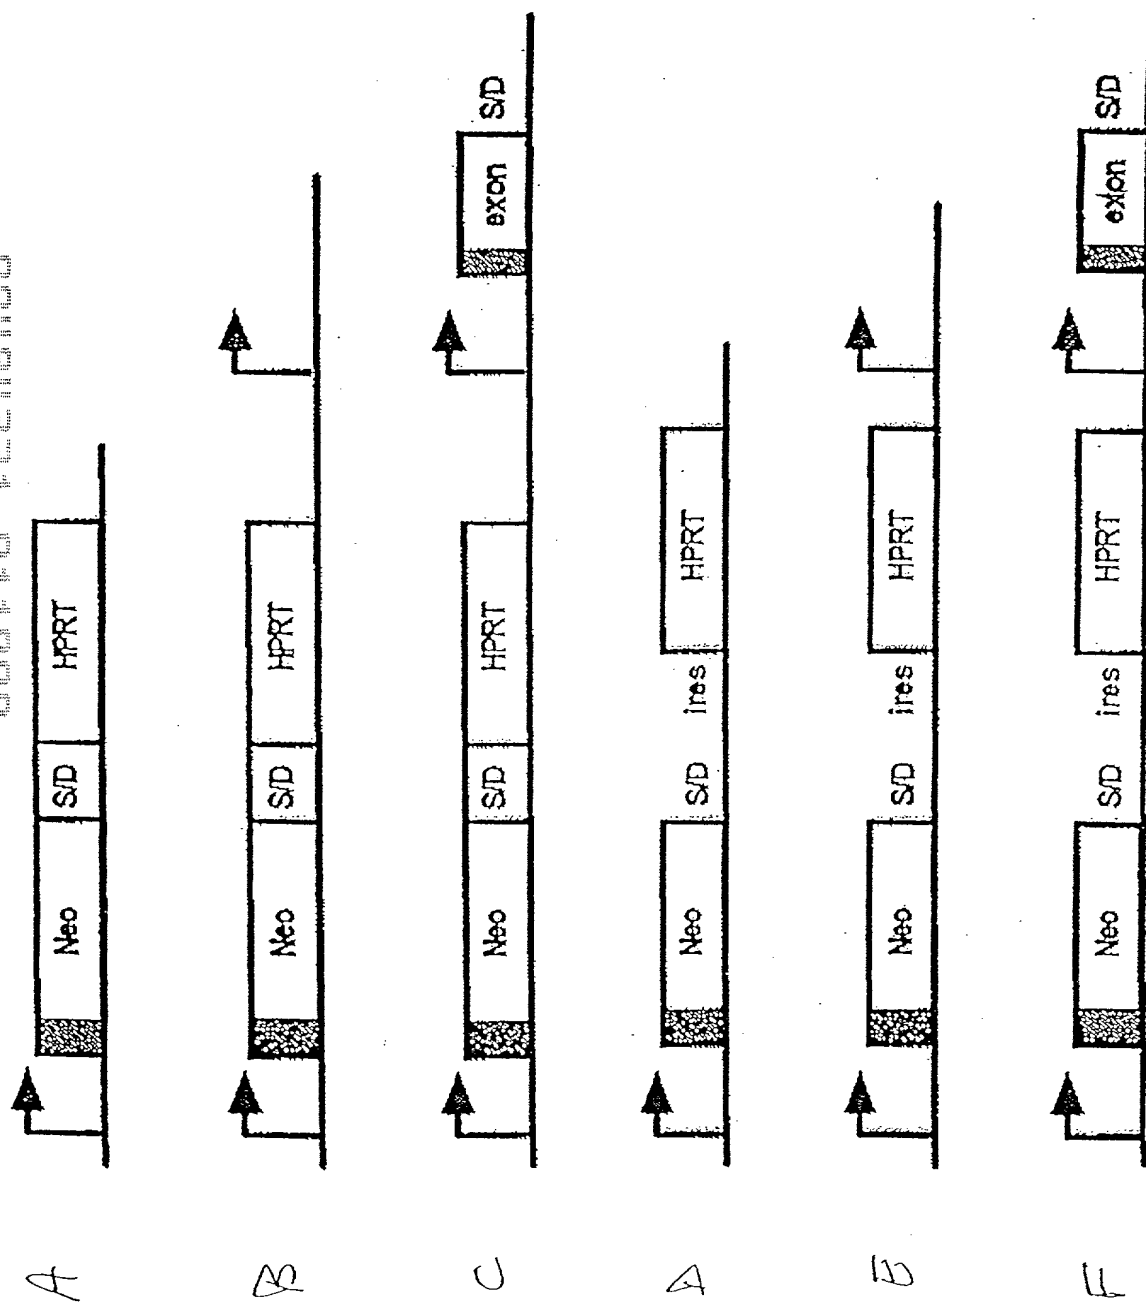 A Neo S/D HPRT
B Neo S/D HPRT
C Neo S/D HPRT exon S/D
D Neo S/D ires HPRT
E Neo S/D ires HPRT
F Neo S/D ires HPRT exon S/D